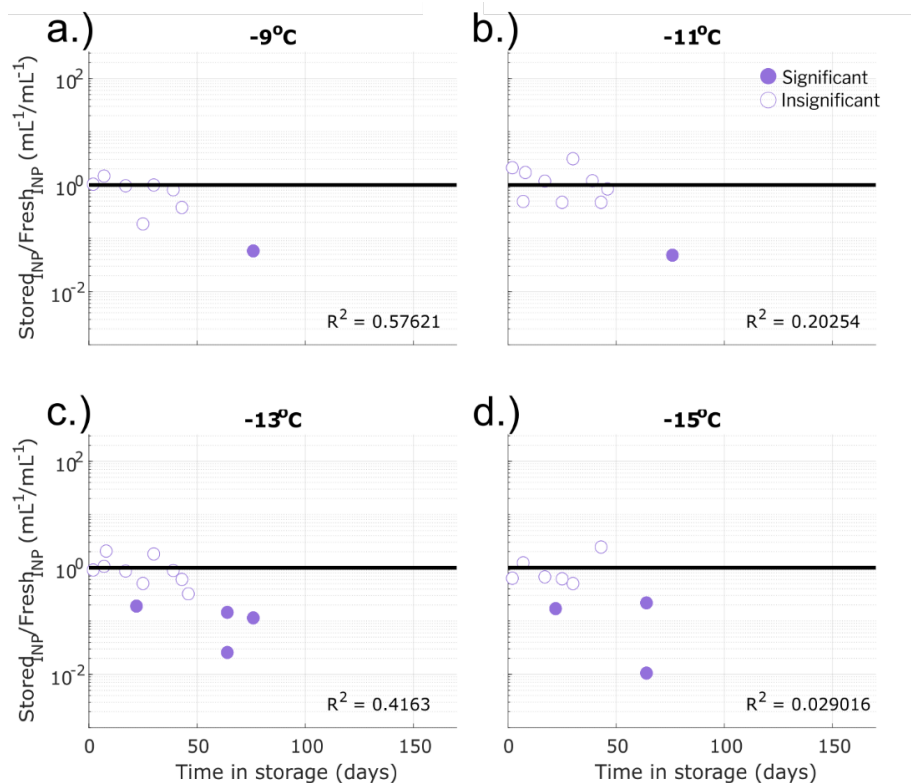 a.)
-9°C
b.)
-11°C
Significant
Insignificant
Stored_INP/Fresh_INP (mL⁻¹/mL⁻¹)
10²
10⁰
10⁻²
R² = 0.57621
R² = 0.20254
c.)
-13°C
d.)
-15°C
Stored_INP/Fresh_INP (mL⁻¹/mL⁻¹)
10²
10⁰
10⁻²
R² = 0.4163
R² = 0.029016
0 50 100 150
0 50 100 150
Time in storage (days)
Time in storage (days)